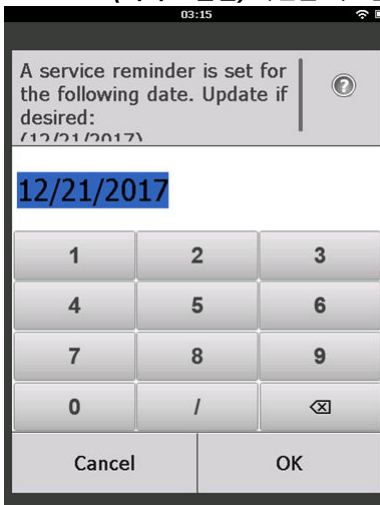 03:15
A service reminder is set for
the following date. Update if
desired:
(12/21/2017)
12/21/2017
1 2 3
4 5 6
7 8 9
0 /
Cancel OK